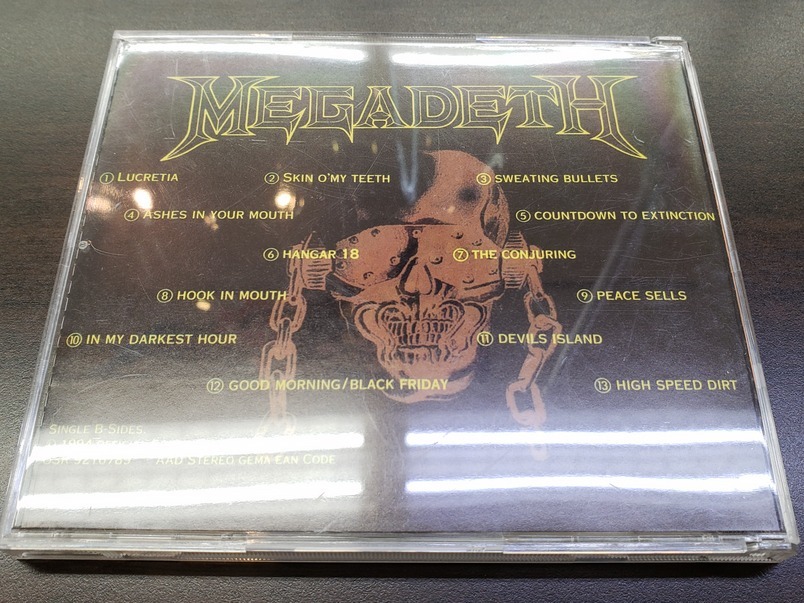 MEGADETH
① LUCRETIA ② SKIN O'MY TEETH ③ SWEATING BULLETS
④ ASHES IN YOUR MOUTH ⑤ COUNTDOWN TO EXTINCTION
⑥ HANGAR 18 ⑦ THE CONJURING
⑧ HOOK IN MOUTH ⑨ PEACE SELLS
⑩ IN MY DARKEST HOUR ⑪ DEVILS ISLAND
⑫ GOOD MORNING/BLACK FRIDAY ⑬ HIGH SPEED DIRT
SINGLE B-SIDES.
AAD STEREO GEMA EAN CODE